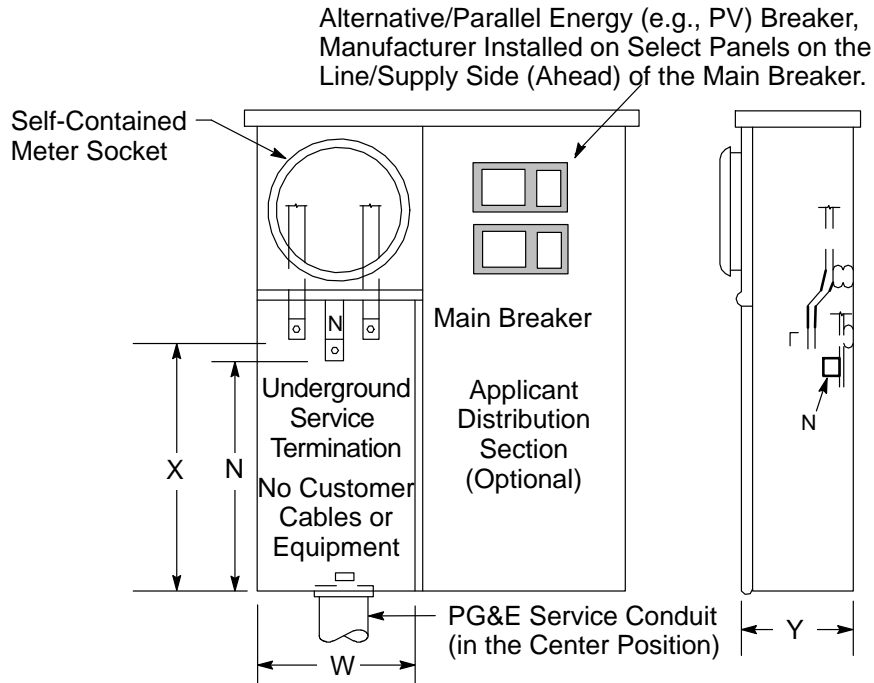 Alternative/Parallel Energy (e.g., PV) Breaker,
Manufacturer Installed on Select Panels on the
Line/Supply Side (Ahead) of the Main Breaker.
Self-Contained
Meter Socket
N
Main Breaker
Underground
Service
Termination
No Customer
Cables or
Equipment
Applicant
Distribution
Section
(Optional)
X
N
N
PG&E Service Conduit
(in the Center Position)
W
Y